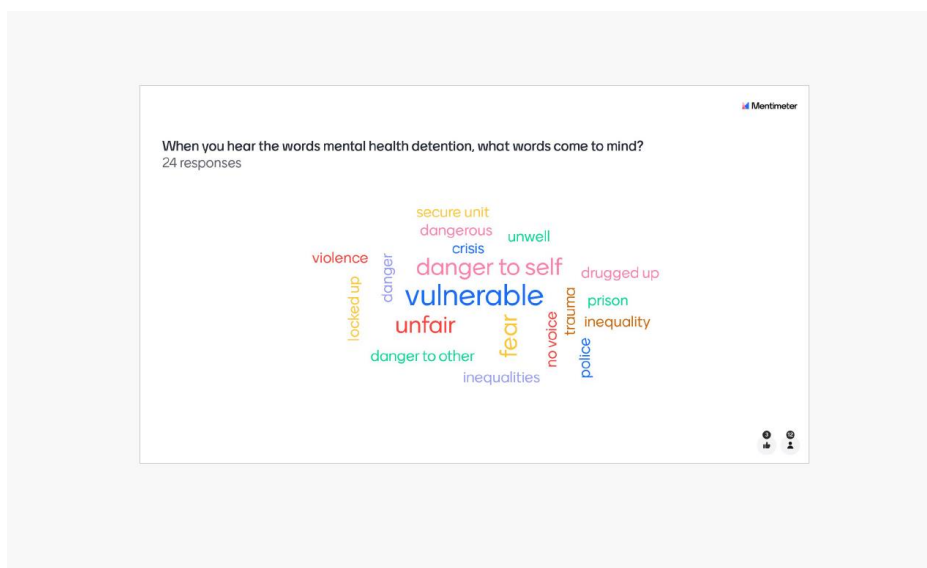 Mentimeter
When you hear the words mental health detention, what words come to mind?
24 responses
secure unit
dangerous
unwell
crisis
violence
danger
danger to self
drugged up
locked up
vulnerable
trauma
prison
unfair
fear
no voice
inequality
danger to other
police
inequalities
3
12